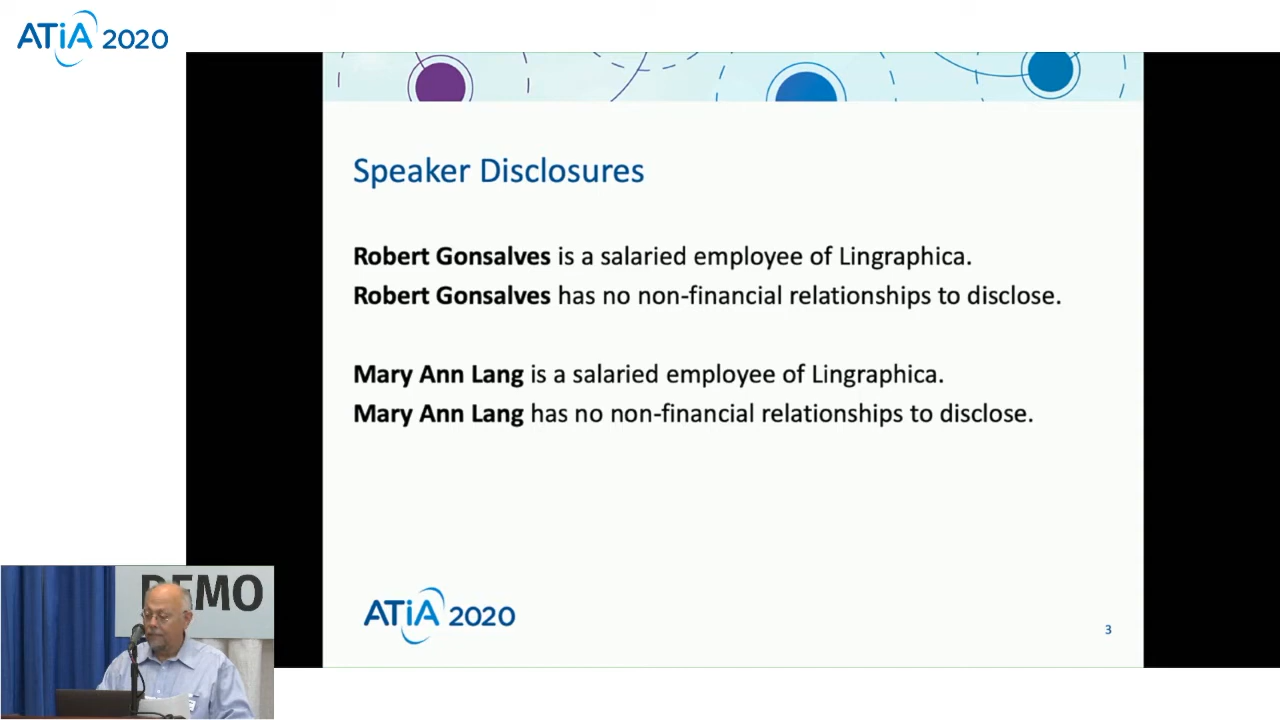 ATiA 2020
Speaker Disclosures
Robert Gonsalves is a salaried employee of Lingraphica.
Robert Gonsalves has no non-financial relationships to disclose.
Mary Ann Lang is a salaried employee of Lingraphica.
Mary Ann Lang has no non-financial relationships to disclose.
ATiA 2020
3
DEMO